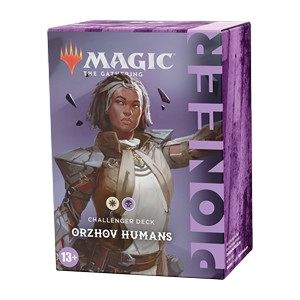 MAGIC
THE GATHERING
CHALLENGER DECK
ORZHOV HUMANS
13+
PIONEER